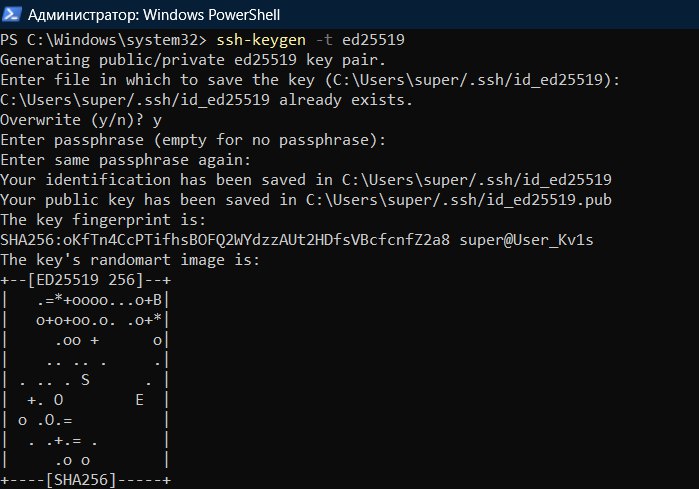 Администратор: Windows PowerShell
PS C:\Windows\system32> ssh-keygen -t ed25519
Generating public/private ed25519 key pair.
Enter file in which to save the key (C:\Users\super/.ssh/id_ed25519):
C:\Users\super/.ssh/id_ed25519 already exists.
Overwrite (y/n)? y
Enter passphrase (empty for no passphrase):
Enter same passphrase again:
Your identification has been saved in C:\Users\super/.ssh/id_ed25519
Your public key has been saved in C:\Users\super/.ssh/id_ed25519.pub
The key fingerprint is:
SHA256:oKfTn4CcPTifhsBOFQ2WYdzzAUt2HDfsVBcfcnfZ2a8 super@User_Kv1s
The key's randomart image is:
+--[ED25519 256]--+
|   .=*+oooo...o+B|
|   o+o+oo.o. .o+*|
|     .oo +      o|
|    .. .. .     .|
| . .. . S      . |
|  +. O        E  |
| o .O.=          |
|  . .+.= .       |
|     .o o        |
+----[SHA256]-----+